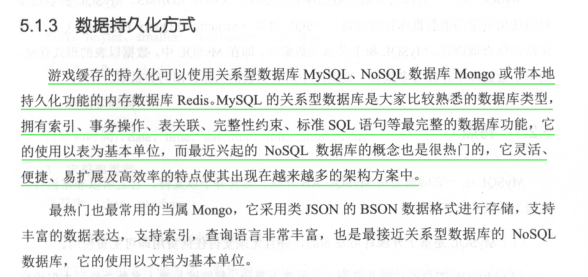 5.1.3 数据持久化方式
游戏缓存的持久化可以使用关系型数据库 MySQL、NoSQL 数据库 Mongo 或带本地
持久化功能的内存数据库 Redis。MySQL 的关系型数据库是大家比较熟悉的数据库类型，
拥有索引、事务操作、表关联、完整性约束、标准 SQL 语句等最完整的数据库功能，它
的使用以表为基本单位，而最近兴起的 NoSQL 数据库的概念也是很热门的，它灵活、
便捷、易扩展及高效率的特点使其出现在越来越多的架构方案中。
最热门也最常用的当属 Mongo，它采用类 JSON 的 BSON 数据格式进行存储，支持
丰富的数据表达，支持索引，查询语言非常丰富，也是最接近关系型数据库的 NoSQL
数据库，它的使用以文档为基本单位。